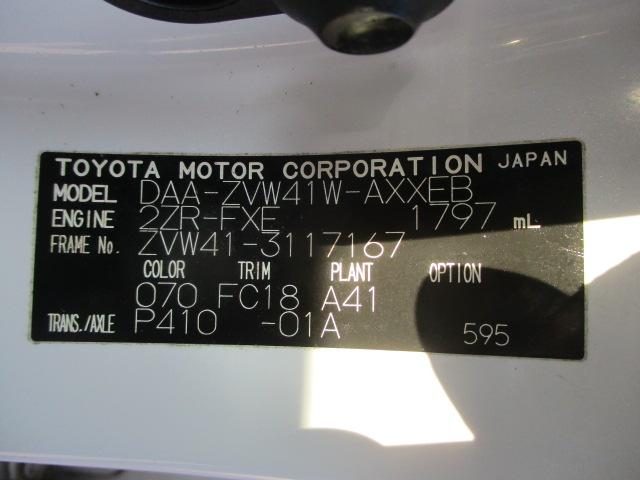 TOYOTA MOTOR CORPORATION JAPAN
MODEL DAA-ZVW41W-AXXEB
ENGINE 2ZR-FXE 1797 mL
FRAME No. ZVW41-3117167
COLOR TRIM PLANT OPTION
070 FC18 A41
TRANS./AXLE P410 -01A 595